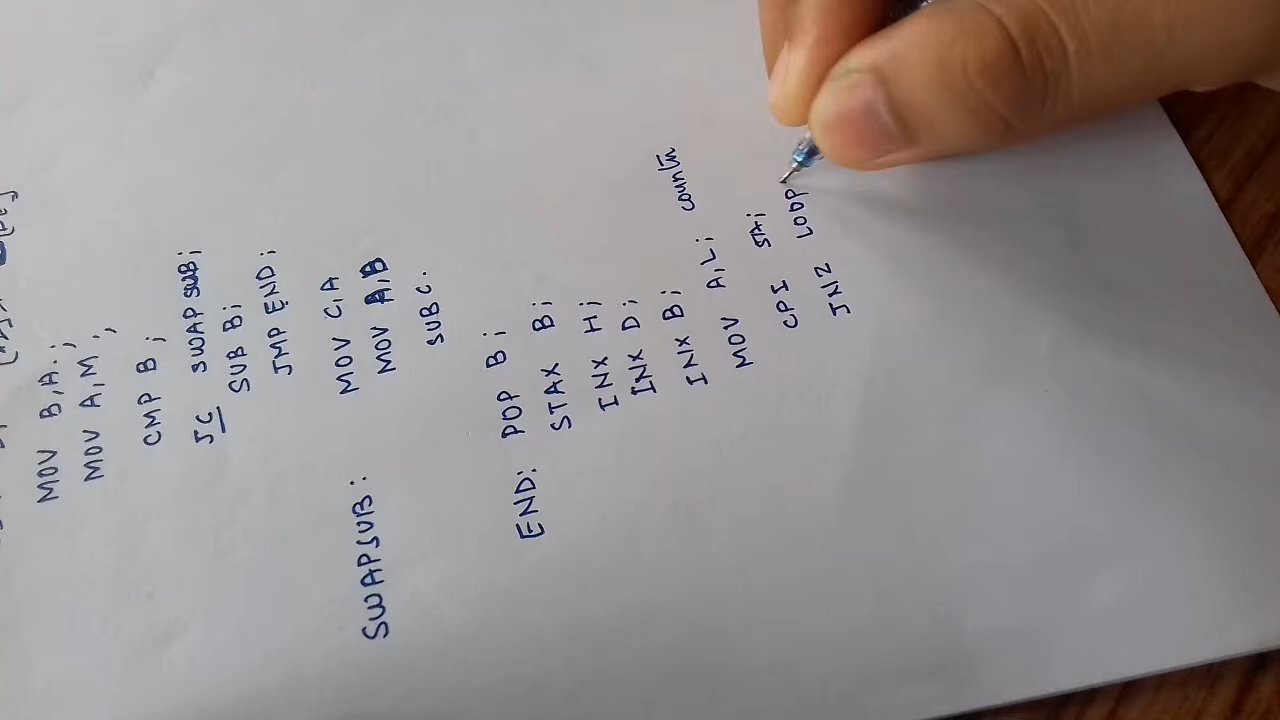 MOV B,A;
MOV A,M;
CMP B;
JC SWAPSUB;
SUB B;
JMP END;
SWAPSUB: MOV C,A
MOV A,B
SUB C.
END: POP B;
STAX B;
INX H;
INX D;
INX B;
MOV A,L;
CPI
JNZ LOOP